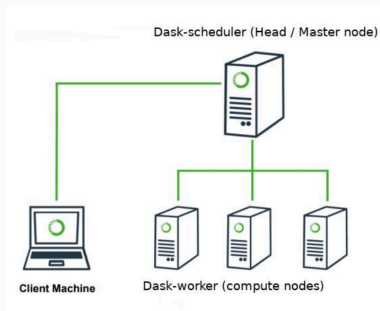 Dask-scheduler (Head / Master node)
Client Machine
Dask-worker (compute nodes)